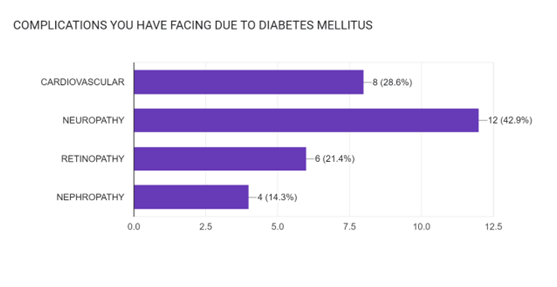 COMPLICATIONS YOU HAVE FACING DUE TO DIABETES MELLITUS
CARDIOVASCULAR 8 (28.6%)
NEUROPATHY 12 (42.9%)
RETINOPATHY 6 (21.4%)
NEPHROPATHY 4 (14.3%)
0.0 2.5 5.0 7.5 10.0 12.5